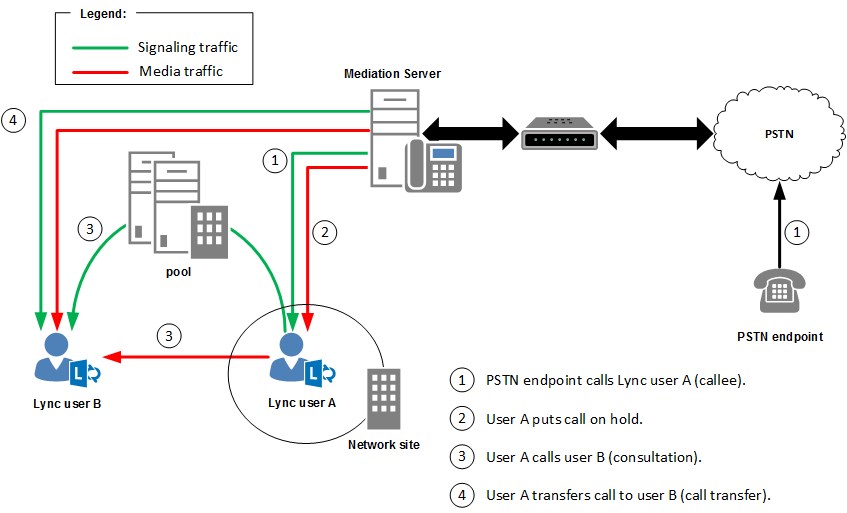 Legend:
Signaling traffic
Media traffic
Mediation Server
4
1
PSTN
3
2
1
pool
3
PSTN endpoint
Lync user B
Lync user A
Network site
1 PSTN endpoint calls Lync user A (callee).
2 User A puts call on hold.
3 User A calls user B (consultation).
4 User A transfers call to user B (call transfer).